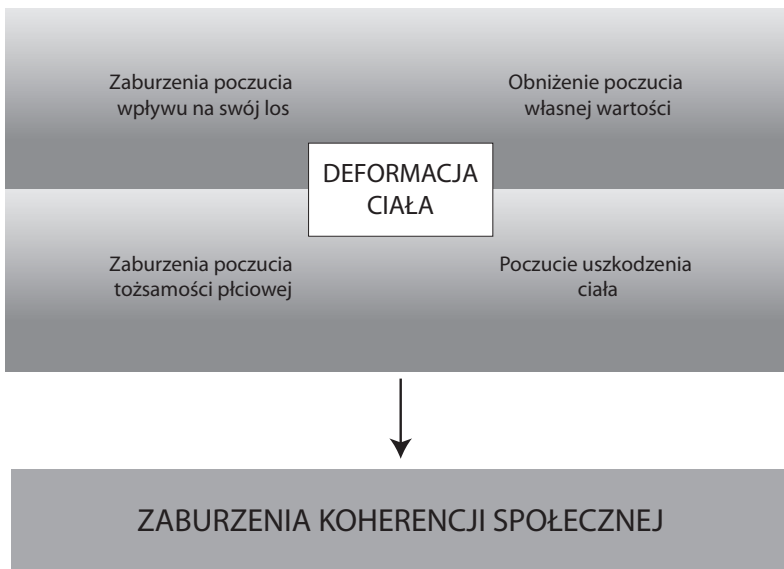 Zaburzenia poczucia
wpływu na swój los
Obniżenie poczucia
własnej wartości
DEFORMACJA
CIAŁA
Zaburzenia poczucia
tożsamości płciowej
Poczucie uszkodzenia
ciała
ZABURZENIA KOHERENCJI SPOŁECZNEJ